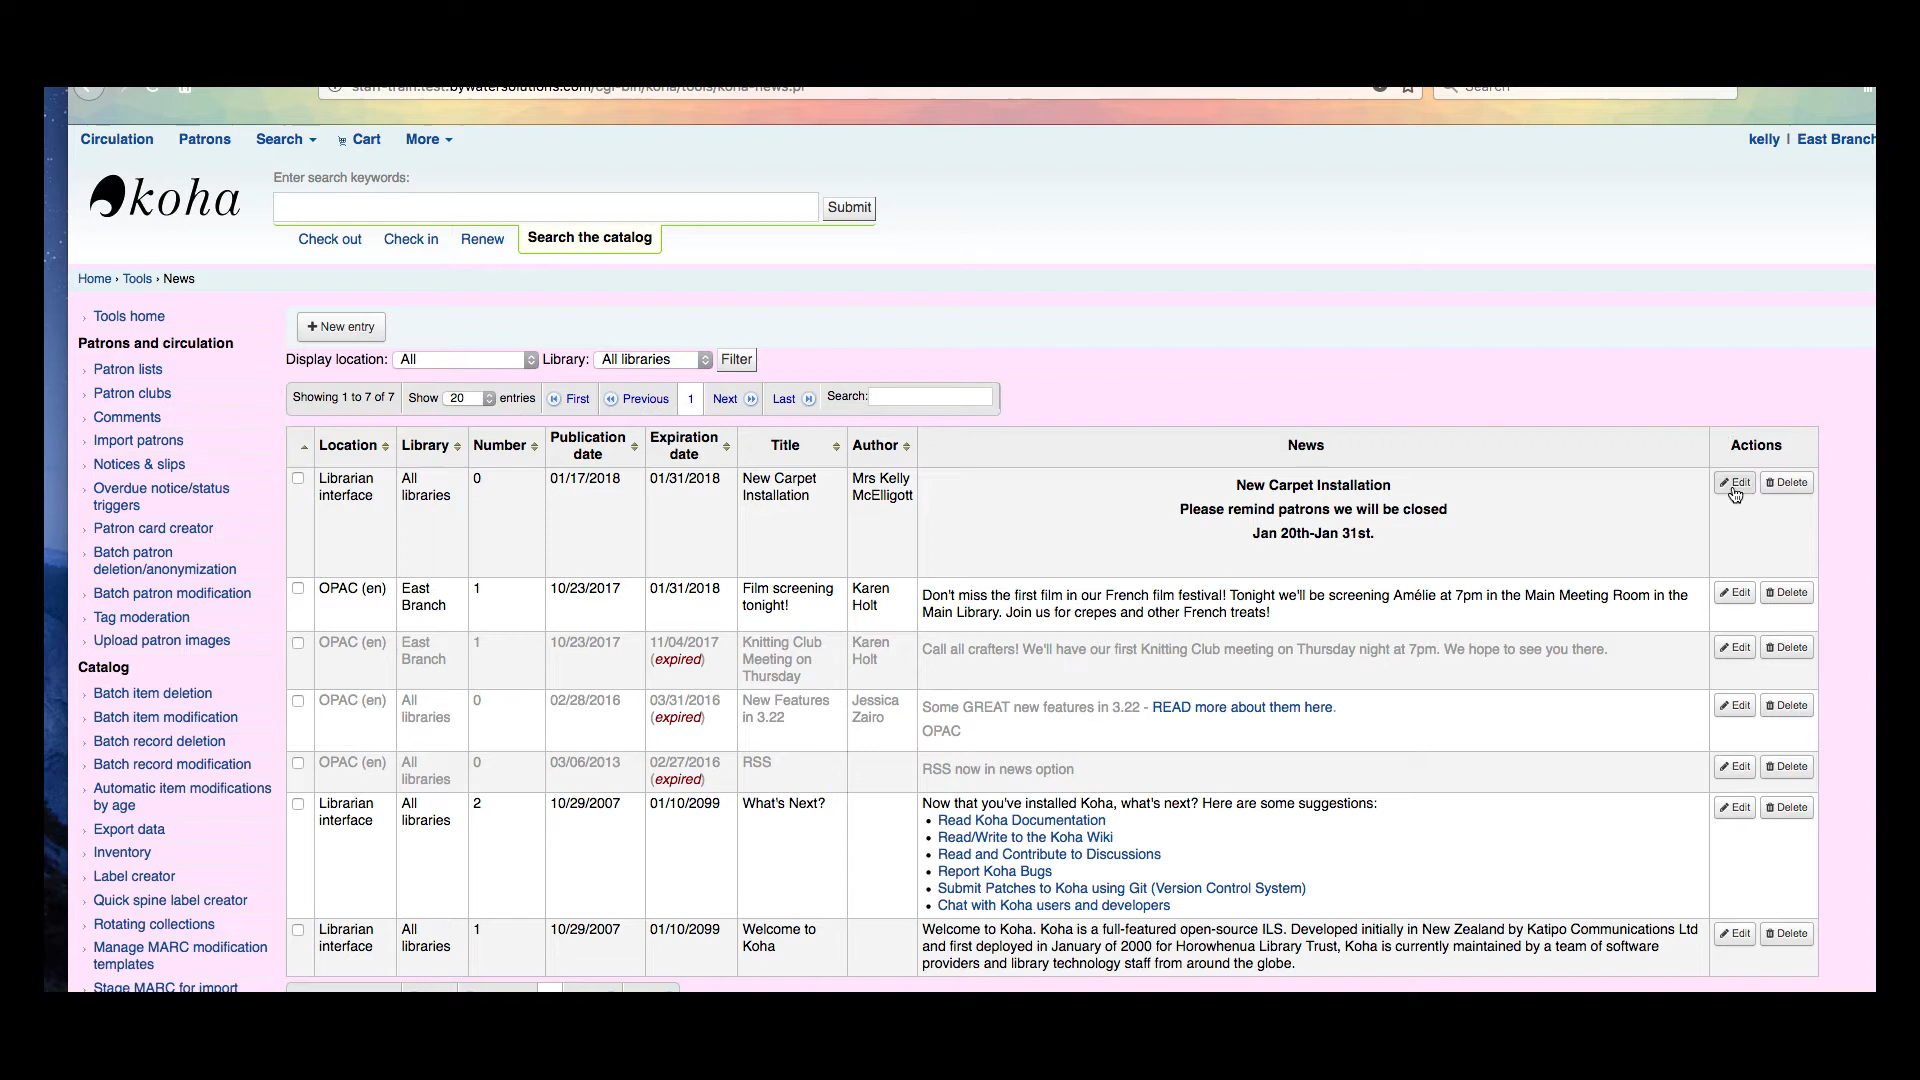 staff-train.test.bywatersolutions.com/cgi-bin/koha/tools/koha-news.pl
Search
Circulation Patrons Search Cart More
kelly | East Branch
koha
Enter search keywords:
Submit
Check out Check in Renew Search the catalog
Home › Tools › News
Tools home
Patrons and circulation
Patron lists
Patron clubs
Comments
Import patrons
Notices & slips
Overdue notice/status
triggers
Patron card creator
Batch patron
deletion/anonymization
Batch patron modification
Tag moderation
Upload patron images
Catalog
Batch item deletion
Batch item modification
Batch record deletion
Batch record modification
Automatic item modifications
by age
Export data
Inventory
Label creator
Quick spine label creator
Rotating collections
Manage MARC modification
templates
Stage MARC for import
+ New entry
Display location: All Library: All libraries Filter
Showing 1 to 7 of 7 Show 20 entries First Previous 1 Next Last Search:
Location Library Number Publication date Expiration date Title Author News Actions
Librarian interface All libraries 0 01/17/2018 01/31/2018 New Carpet Installation Mrs Kelly McElligott
New Carpet Installation
Please remind patrons we will be closed
Jan 20th-Jan 31st.
Edit Delete
OPAC (en) East Branch 1 10/23/2017 01/31/2018 Film screening tonight! Karen Holt
Don't miss the first film in our French film festival! Tonight we'll be screening Amélie at 7pm in the Main Meeting Room in the
Main Library. Join us for crepes and other French treats!
Edit Delete
OPAC (en) East Branch 1 10/23/2017 11/04/2017 (expired) Knitting Club Meeting on Thursday Karen Holt
Call all crafters! We'll have our first Knitting Club meeting on Thursday night at 7pm. We hope to see you there.
Edit Delete
OPAC (en) All libraries 0 02/28/2016 03/31/2016 (expired) New Features in 3.22 Jessica Zairo
Some GREAT new features in 3.22 - READ more about them here.
OPAC
Edit Delete
OPAC (en) All libraries 0 03/06/2013 02/27/2016 (expired) RSS
RSS now in news option
Edit Delete
Librarian interface All libraries 2 10/29/2007 01/10/2099 What's Next?
Now that you've installed Koha, what's next? Here are some suggestions:
• Read Koha Documentation
• Read/Write to the Koha Wiki
• Read and Contribute to Discussions
• Report Koha Bugs
• Submit Patches to Koha using Git (Version Control System)
• Chat with Koha users and developers
Edit Delete
Librarian interface All libraries 1 10/29/2007 01/10/2099 Welcome to Koha
Welcome to Koha. Koha is a full-featured open-source ILS. Developed initially in New Zealand by Katipo Communications Ltd
and first deployed in January of 2000 for Horowhenua Library Trust, Koha is currently maintained by a team of software
providers and library technology staff from around the globe.
Edit Delete